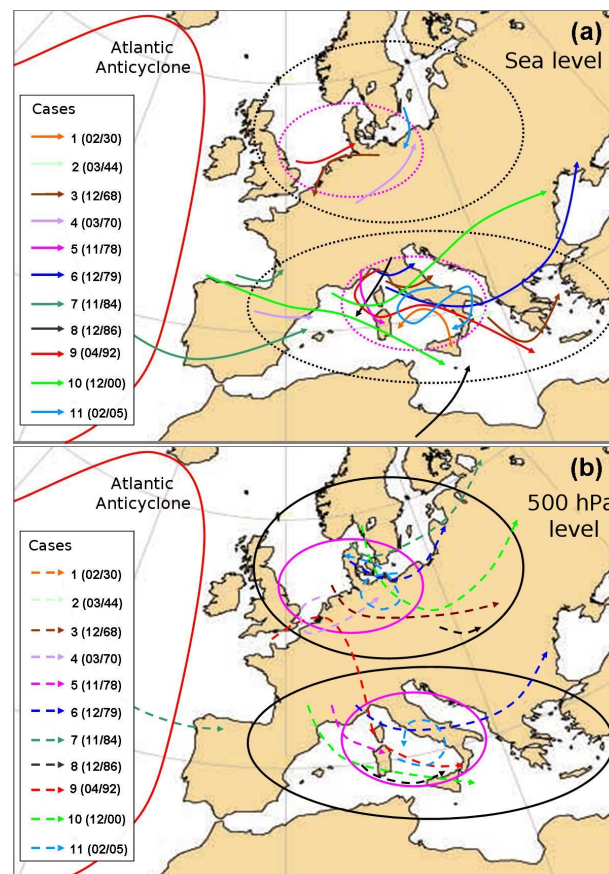 (a)
Atlantic
Anticyclone
Sea level
Cases
1 (02/30)
2 (03/44)
3 (12/68)
4 (03/70)
5 (11/78)
6 (12/79)
7 (11/84)
8 (12/86)
9 (04/92)
10 (12/00)
11 (02/05)
(b)
Atlantic
Anticyclone
500 hPa
level
Cases
1 (02/30)
2 (03/44)
3 (12/68)
4 (03/70)
5 (11/78)
6 (12/79)
7 (11/84)
8 (12/86)
9 (04/92)
10 (12/00)
11 (02/05)